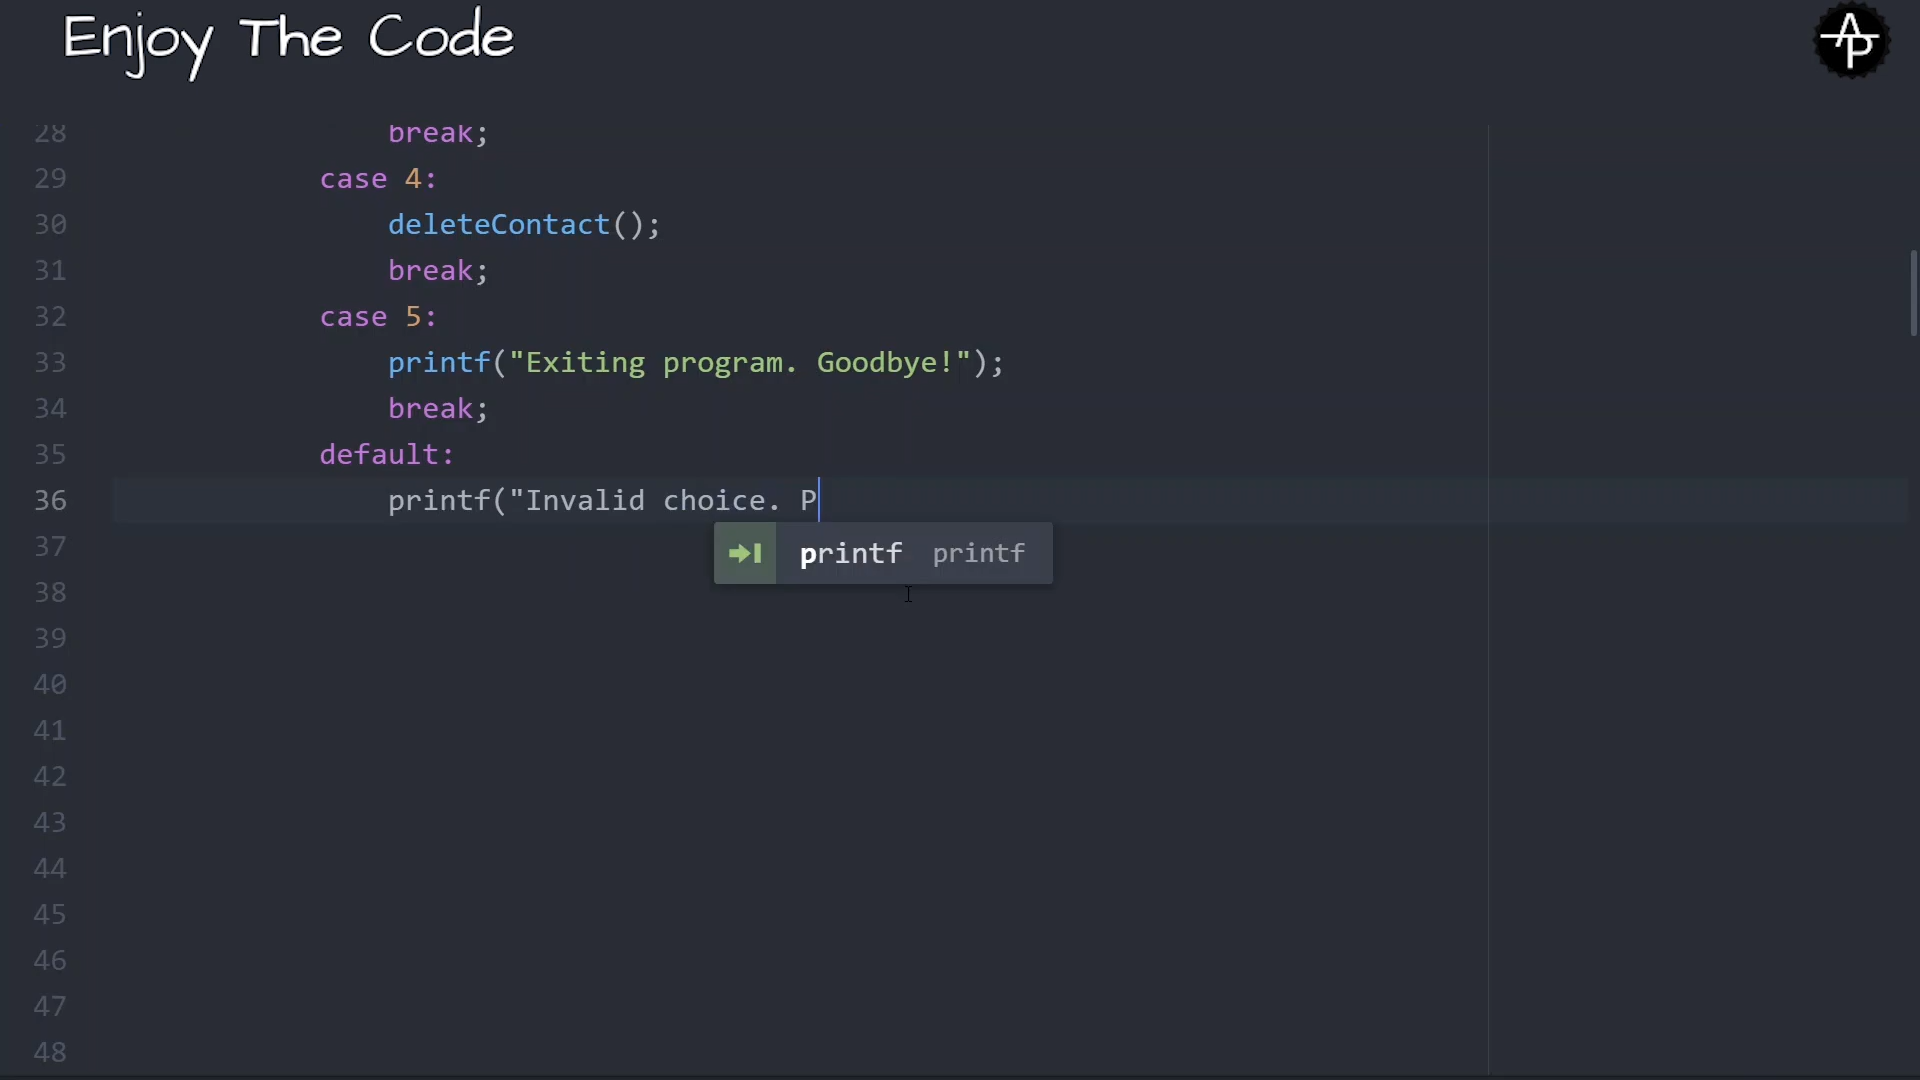 Enjoy The Code
AP
28 break;
29 case 4:
30 deleteContact();
31 break;
32 case 5:
33 printf("Exiting program. Goodbye!");
34 break;
35 default:
36 printf("Invalid choice. P
printf printf
37
38
39
40
41
42
43
44
45
46
47
48